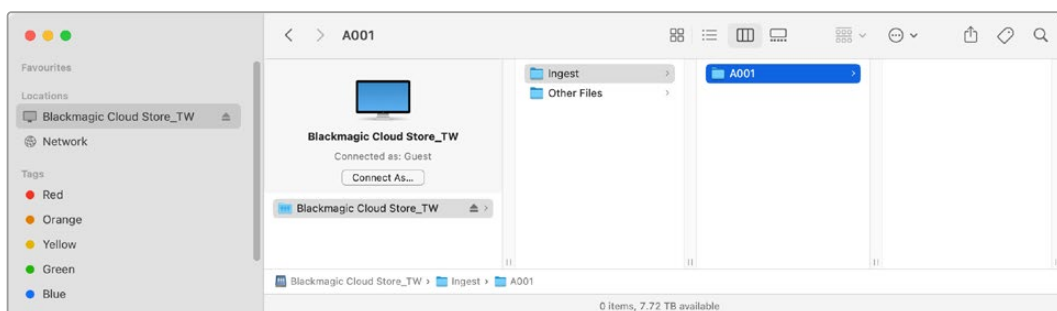 A001
Favourites
Locations
Blackmagic Cloud Store_TW
Network
Tags
Red
Orange
Yellow
Green
Blue
Blackmagic Cloud Store_TW
Connected as: Guest
Connect As...
Blackmagic Cloud Store_TW
Ingest
Other Files
A001
Blackmagic Cloud Store_TW › Ingest › A001
0 items, 7.72 TB available